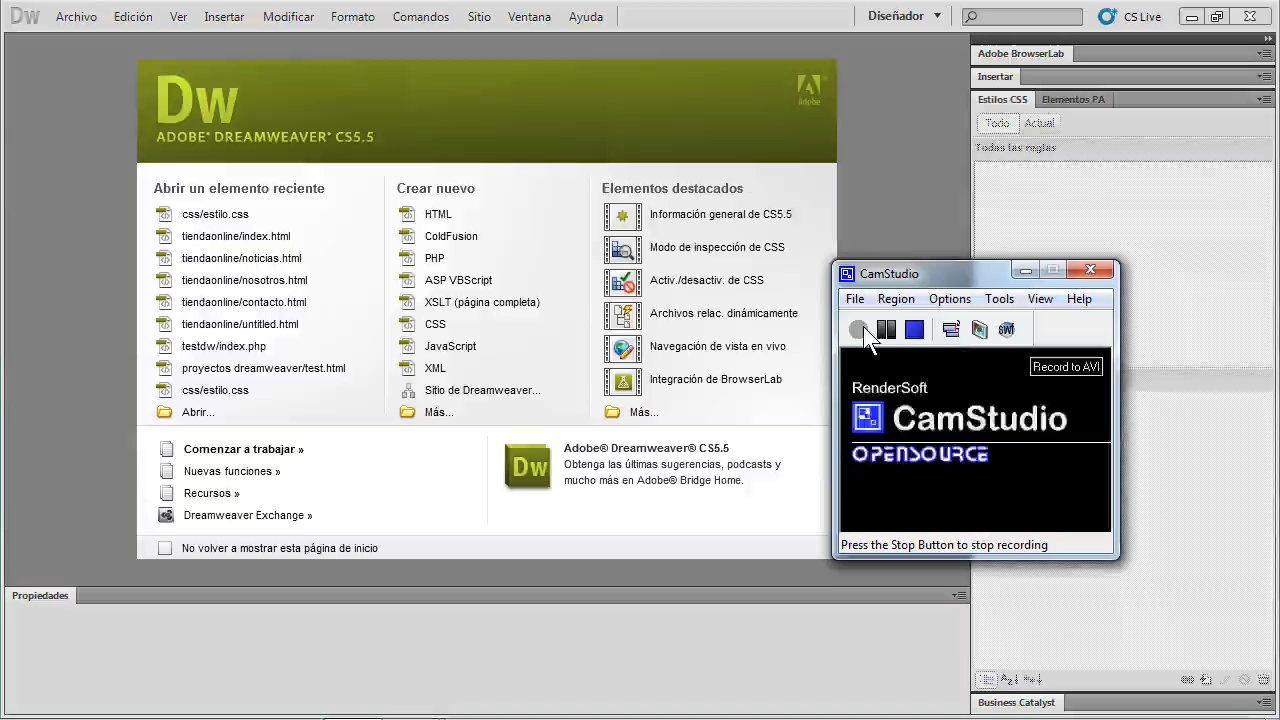 Dw Archivo Edición Ver Insertar Modificar Formato Comandos Sitio Ventana Ayuda Diseñador CS Live
Adobe BrowserLab
Insertar
Estilos CSS Elementos PA
Todo Actual
Todas las reglas
Dw
ADOBE® DREAMWEAVER® CS5.5
Adobe
Abrir un elemento reciente
css/estilo.css
tiendaonline/index.html
tiendaonline/noticias.html
tiendaonline/nosotros.html
tiendaonline/contacto.html
tiendaonline/untitled.html
testdw/index.php
proyectos dreamweaver/test.html
css/estilo.css
Abrir...
Crear nuevo
HTML
ColdFusion
PHP
ASP VBScript
XSLT (página completa)
CSS
JavaScript
XML
Sitio de Dreamweaver...
Más...
Elementos destacados
Información general de CS5.5
Modo de inspección de CSS
Activ./desactiv. de CSS
Archivos relac. dinámicamente
Navegación de vista en vivo
Integración de BrowserLab
Más...
Comenzar a trabajar »
Nuevas funciones »
Recursos »
Dreamweaver Exchange »
Dw
Adobe® Dreamweaver® CS5.5
Obtenga las últimas sugerencias, podcasts y
mucho más en Adobe® Bridge Home.
No volver a mostrar esta página de inicio
CamStudio
File Region Options Tools View Help
SWF
Record to AVI
RenderSoft
CamStudio
OPENSOURCE
Press the Stop Button to stop recording
Propiedades
Business Catalyst